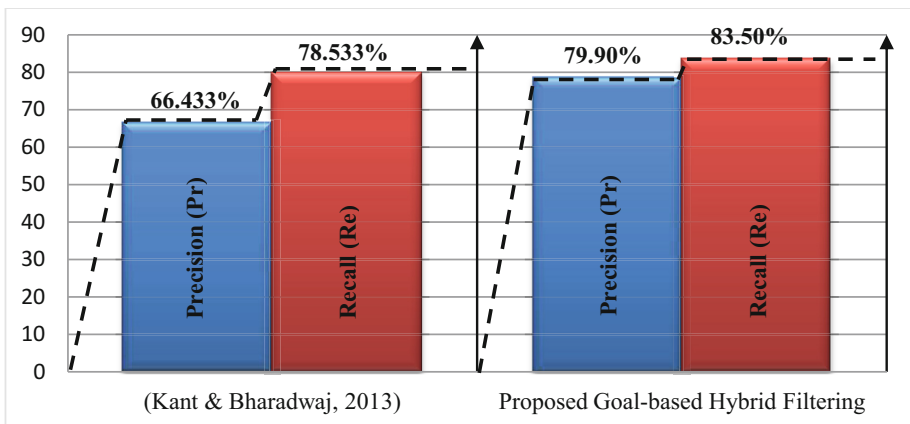 90
80
70
60
50
40
30
20
10
0
66.433%
78.533%
79.90%
83.50%
Precision (Pr)
Recall (Re)
Precision (Pr)
Recall (Re)
(Kant & Bharadwaj, 2013)
Proposed Goal-based Hybrid Filtering